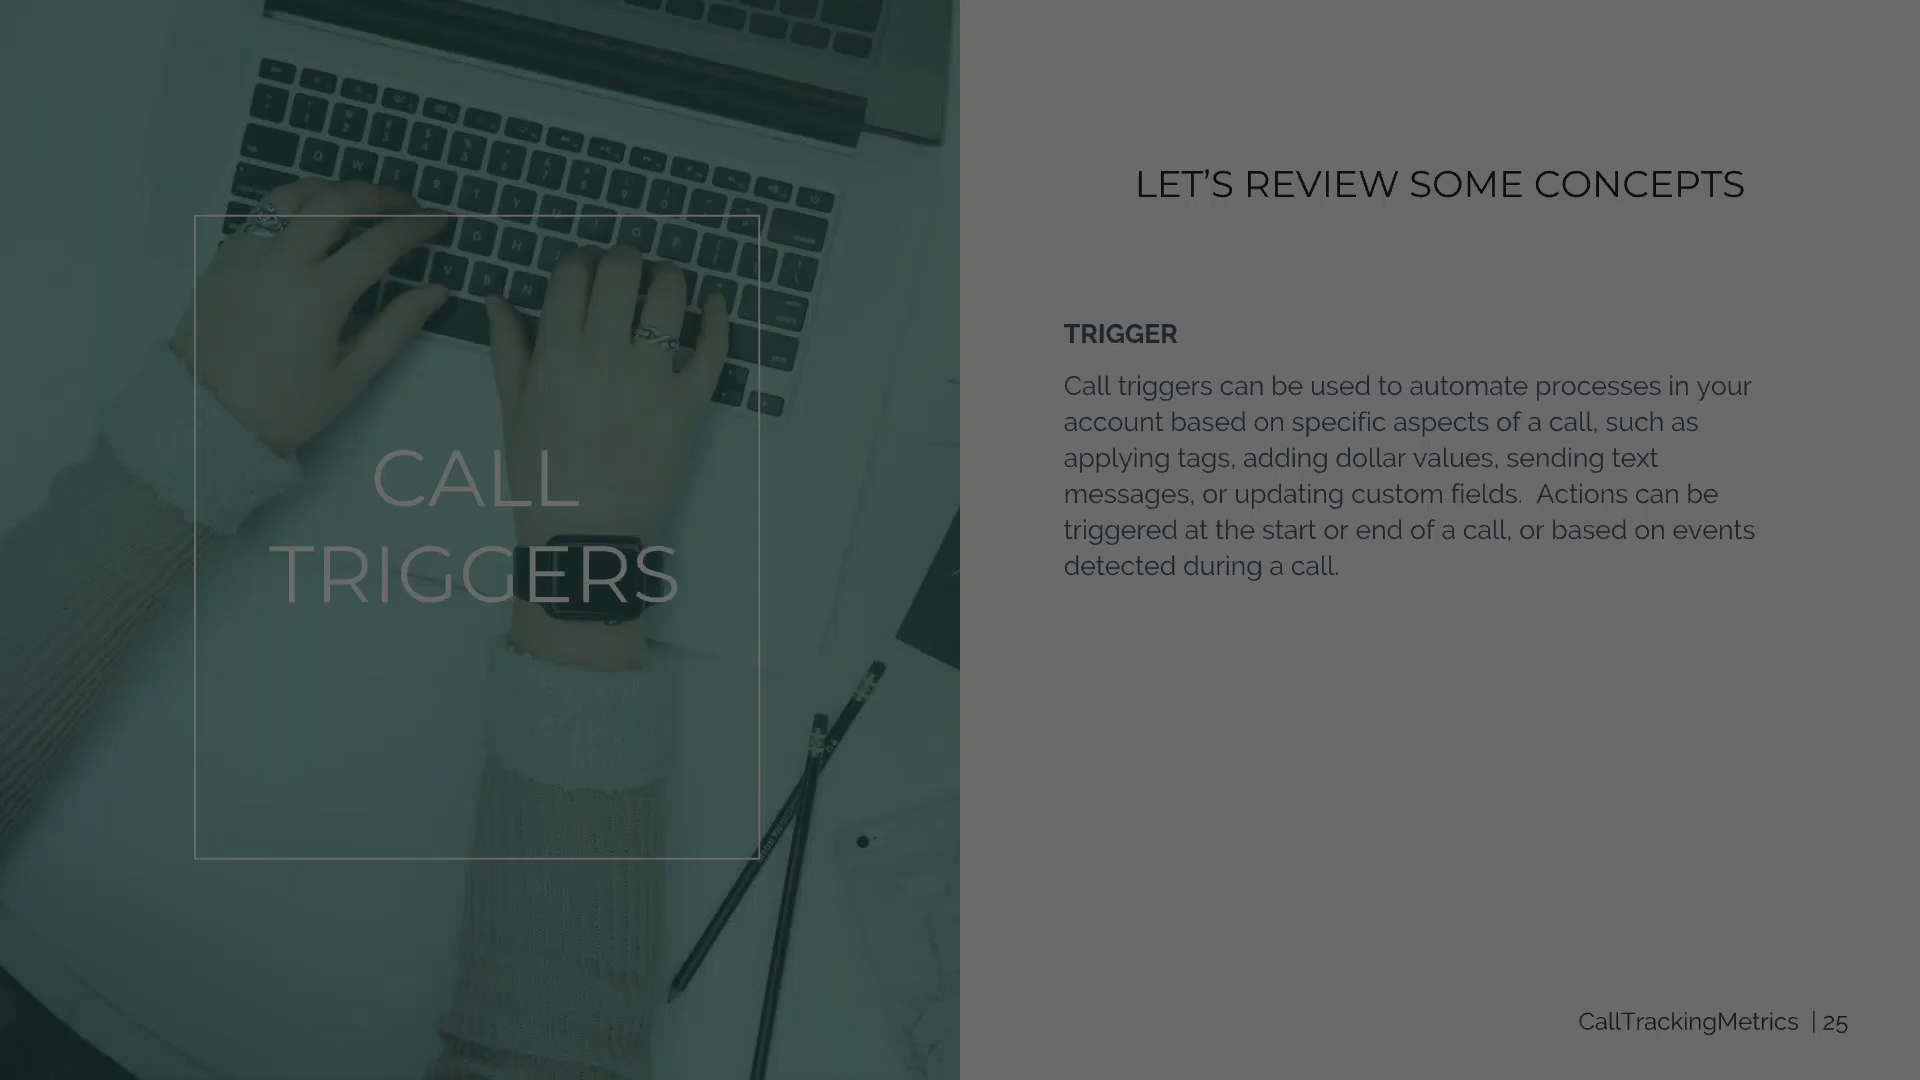 CALL
TRIGGERS
LET’S REVIEW SOME CONCEPTS
TRIGGER
Call triggers can be used to automate processes in your
account based on specific aspects of a call, such as
applying tags, adding dollar values, sending text
messages, or updating custom fields.  Actions can be
triggered at the start or end of a call, or based on events
detected during a call.
CallTrackingMetrics | 25